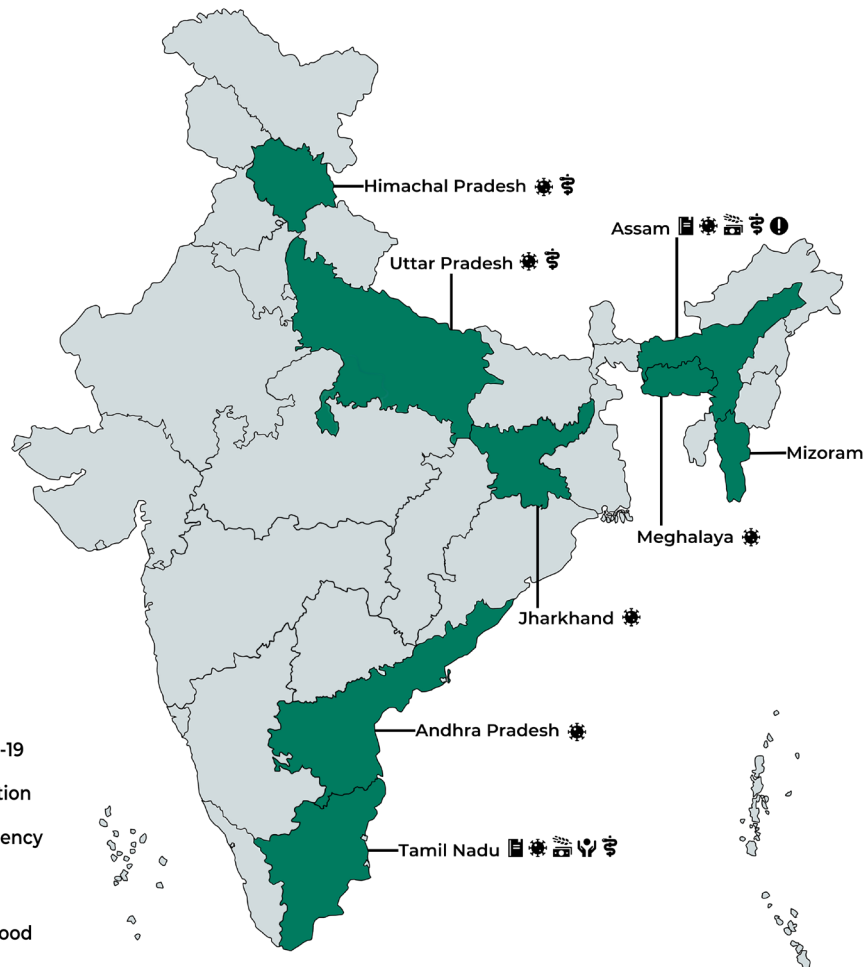 Himachal Pradesh
Assam
Uttar Pradesh
Mizoram
Meghalaya
Jharkhand
Andhra Pradesh
-19
tion
ency
Tamil Nadu
ood